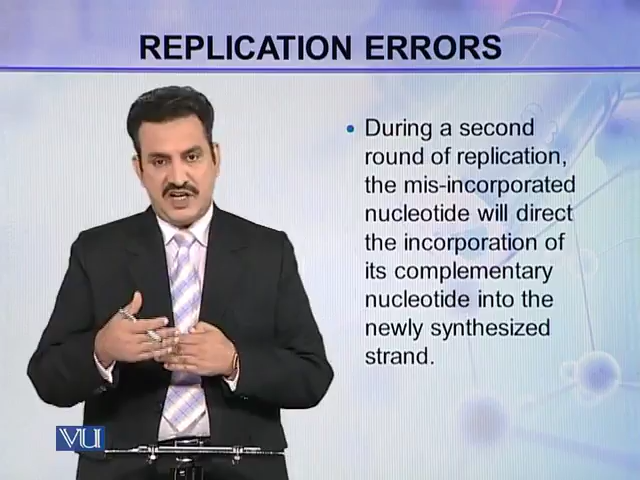 REPLICATION ERRORS
• During a second
round of replication,
the mis-incorporated
nucleotide will direct
the incorporation of
its complementary
nucleotide into the
newly synthesized
strand.
VU